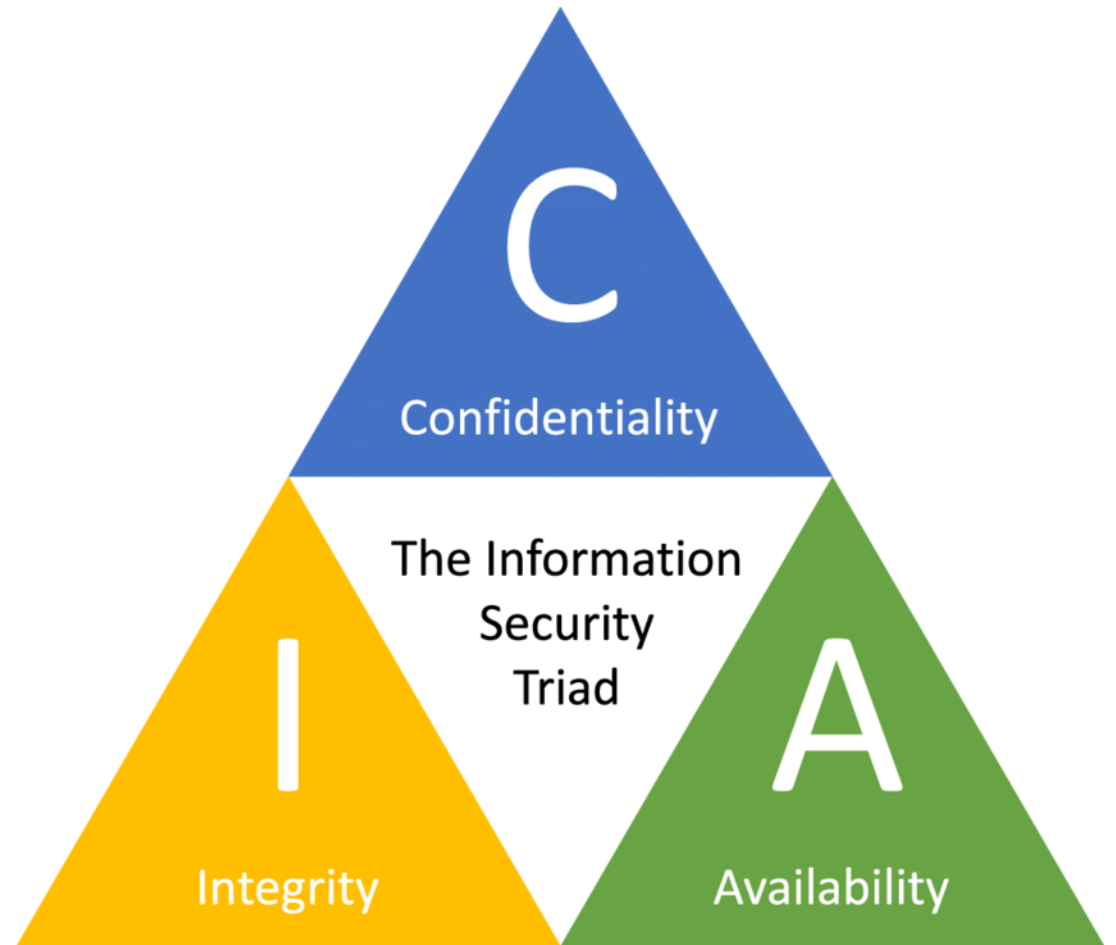 C
Confidentiality
The Information
Security
Triad
I
Integrity
A
Availability